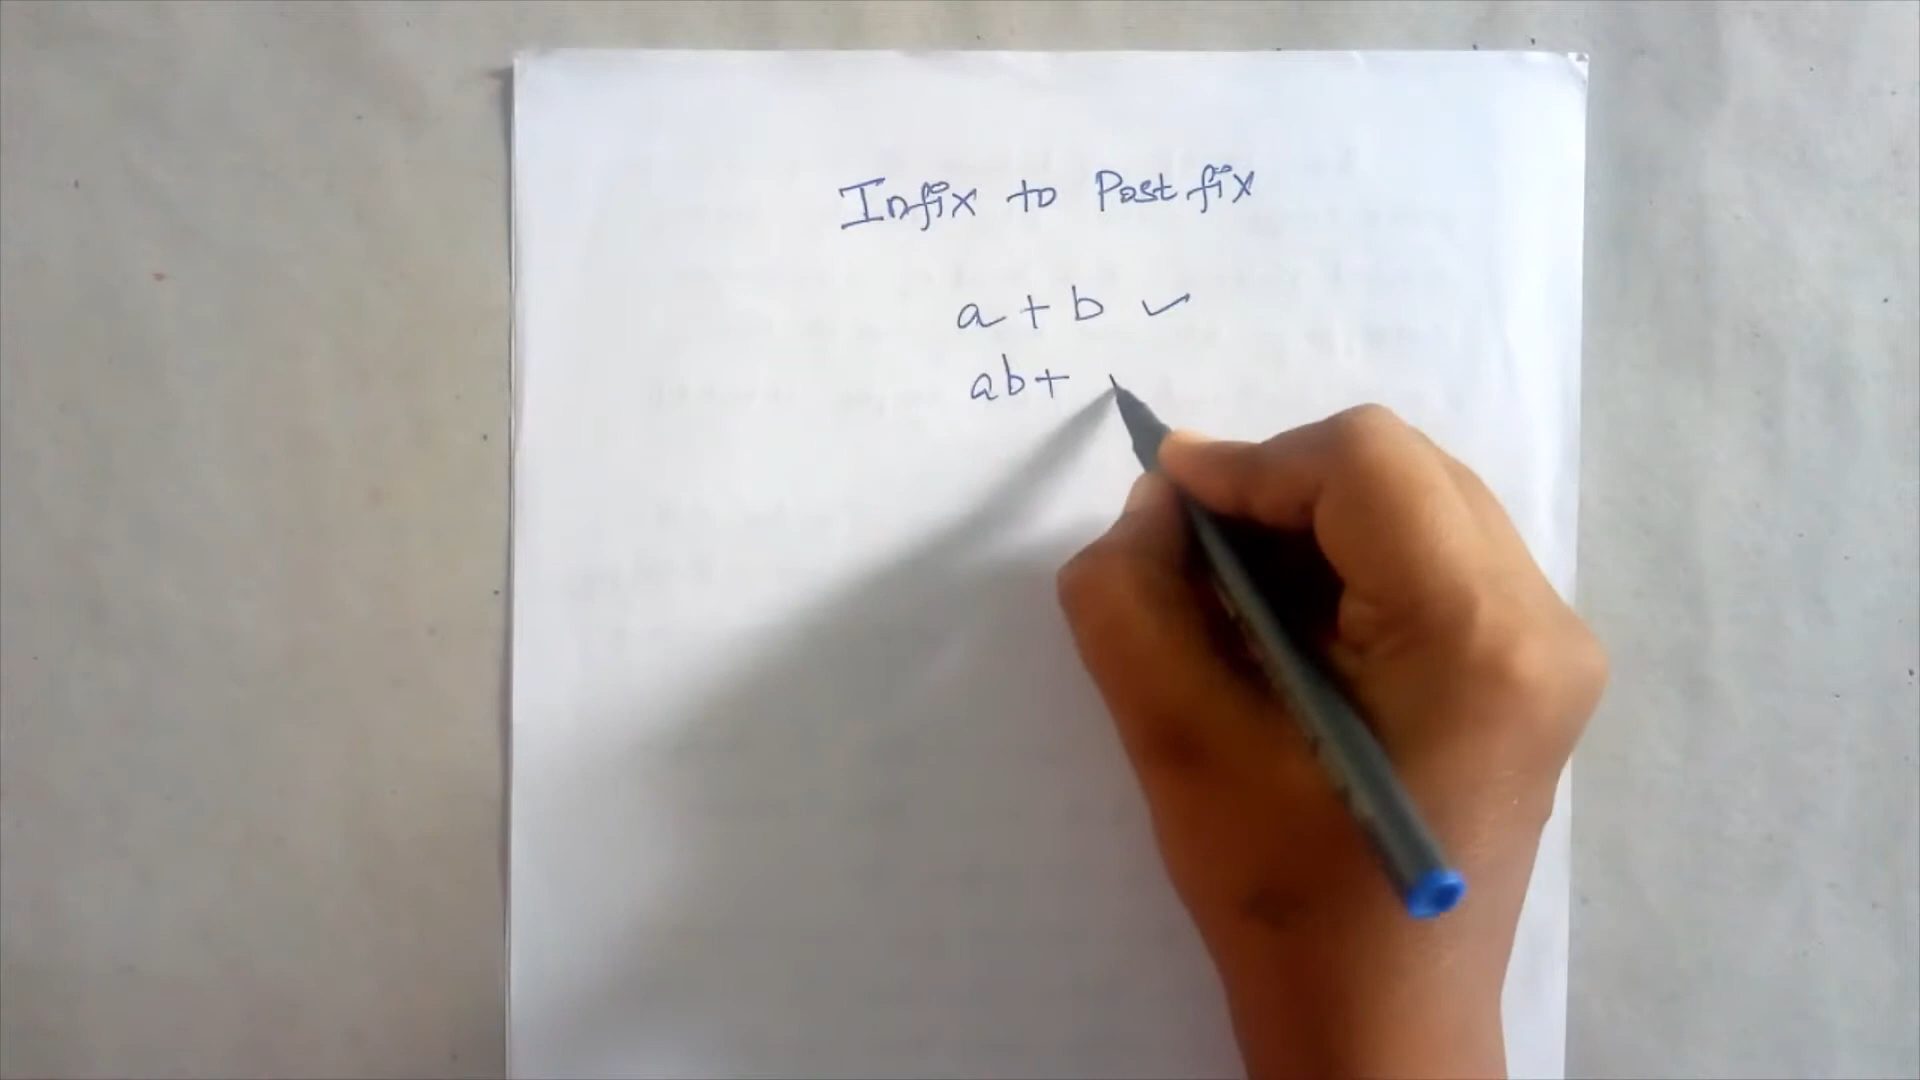 Infix to Postfix
a + b ✓
ab+